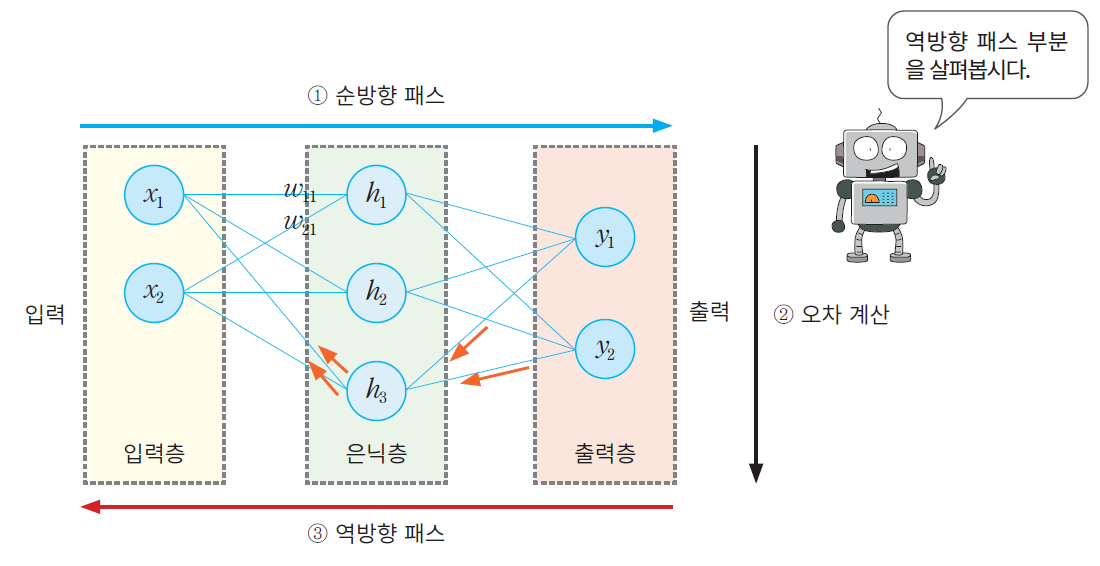 역방향 패스 부분
을 살펴봅시다.
① 순방향 패스
x1
w11
h1
w21
y1
x2
h2
입력
출력
② 오차 계산
y2
h3
입력층
은닉층
출력층
③ 역방향 패스